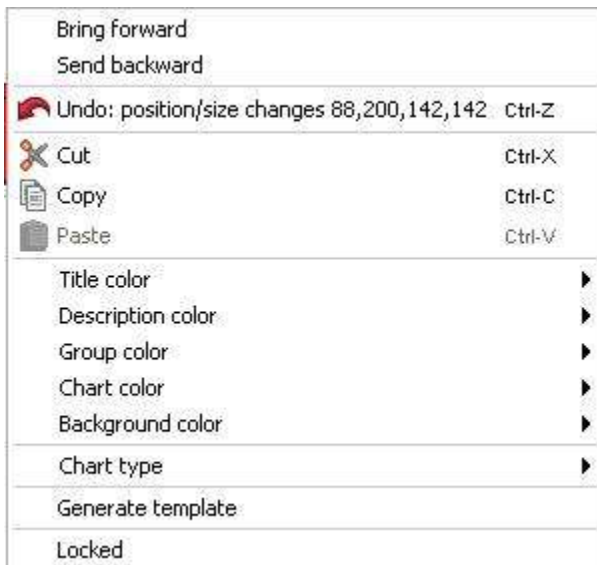 Bring forward
Send backward
Undo: position/size changes 88,200,142,142 Ctrl-Z
Cut Ctrl-X
Copy Ctrl-C
Paste Ctrl-V
Title color
Description color
Group color
Chart color
Background color
Chart type
Generate template
Locked